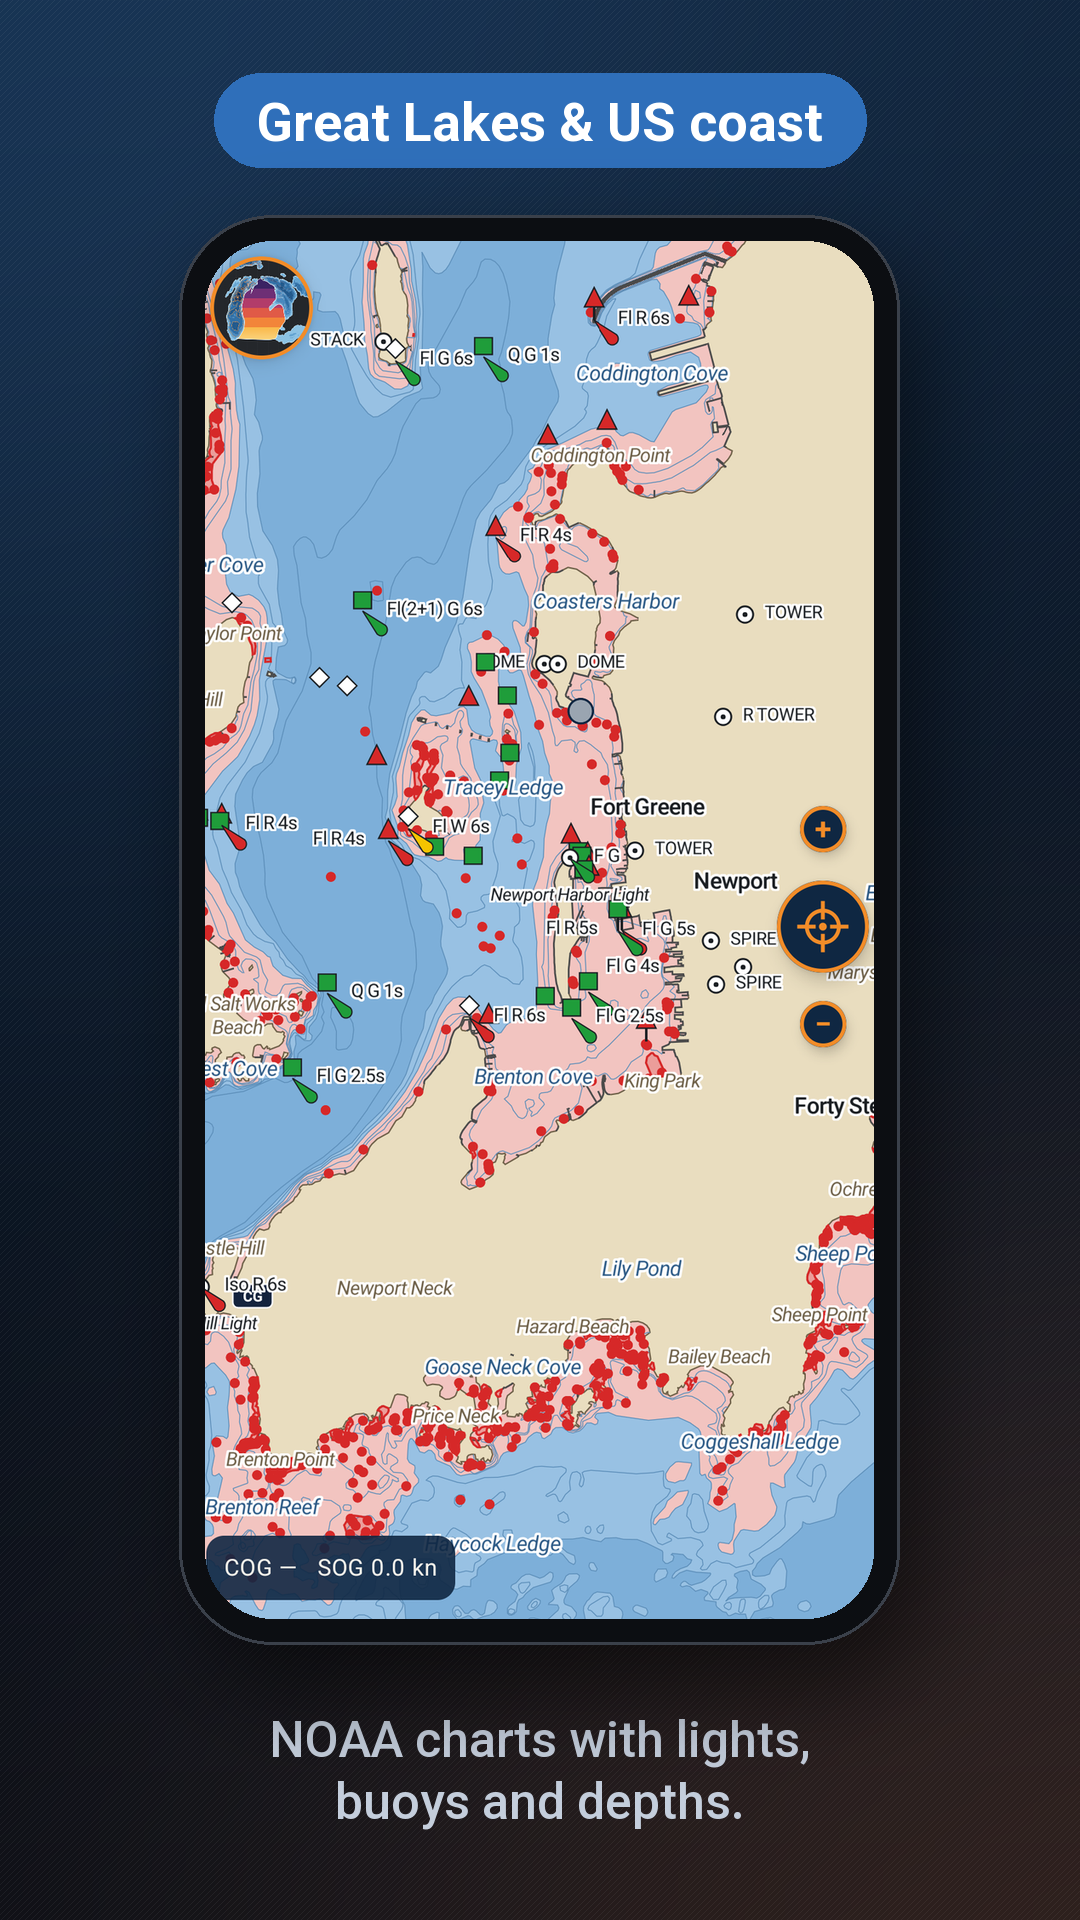 Great Lakes & US coast
Fl R 6s
STACK
Fl G 6s
Q G 1s
Coddington Cove
Coddington Point
Fl R 4s
er Cove
Coasters Harbor
Fl(2+1) G 6s
TOWER
aylor Point
OME
DOME
Hill
R TOWER
Tracey Ledge
Fort Greene
Fl R 4s
Fl R 4s
Fl W 6s
F G
TOWER
Newport
Newport Harbor Light
Fl R 5s
Fl G 5s
SPIRE
Fl G 4s
Marys
SPIRE
Q G 1s
Salt Works
Beach
Fl R 6s
Fl G 2.5s
est Cove
Fl G 2.5s
Brenton Cove
King Park
Forty Ste
Ochre
stle Hill
Sheep Po
Lily Pond
Iso R 6s
CG
Newport Neck
ill Light
Hazard Beach
Sheep Point
Goose Neck Cove
Bailey Beach
Price Neck
Coggeshall Ledge
Brenton Point
Brenton Reef
Haycock Ledge
COG — SOG 0.0 kn
NOAA charts with lights,
buoys and depths.